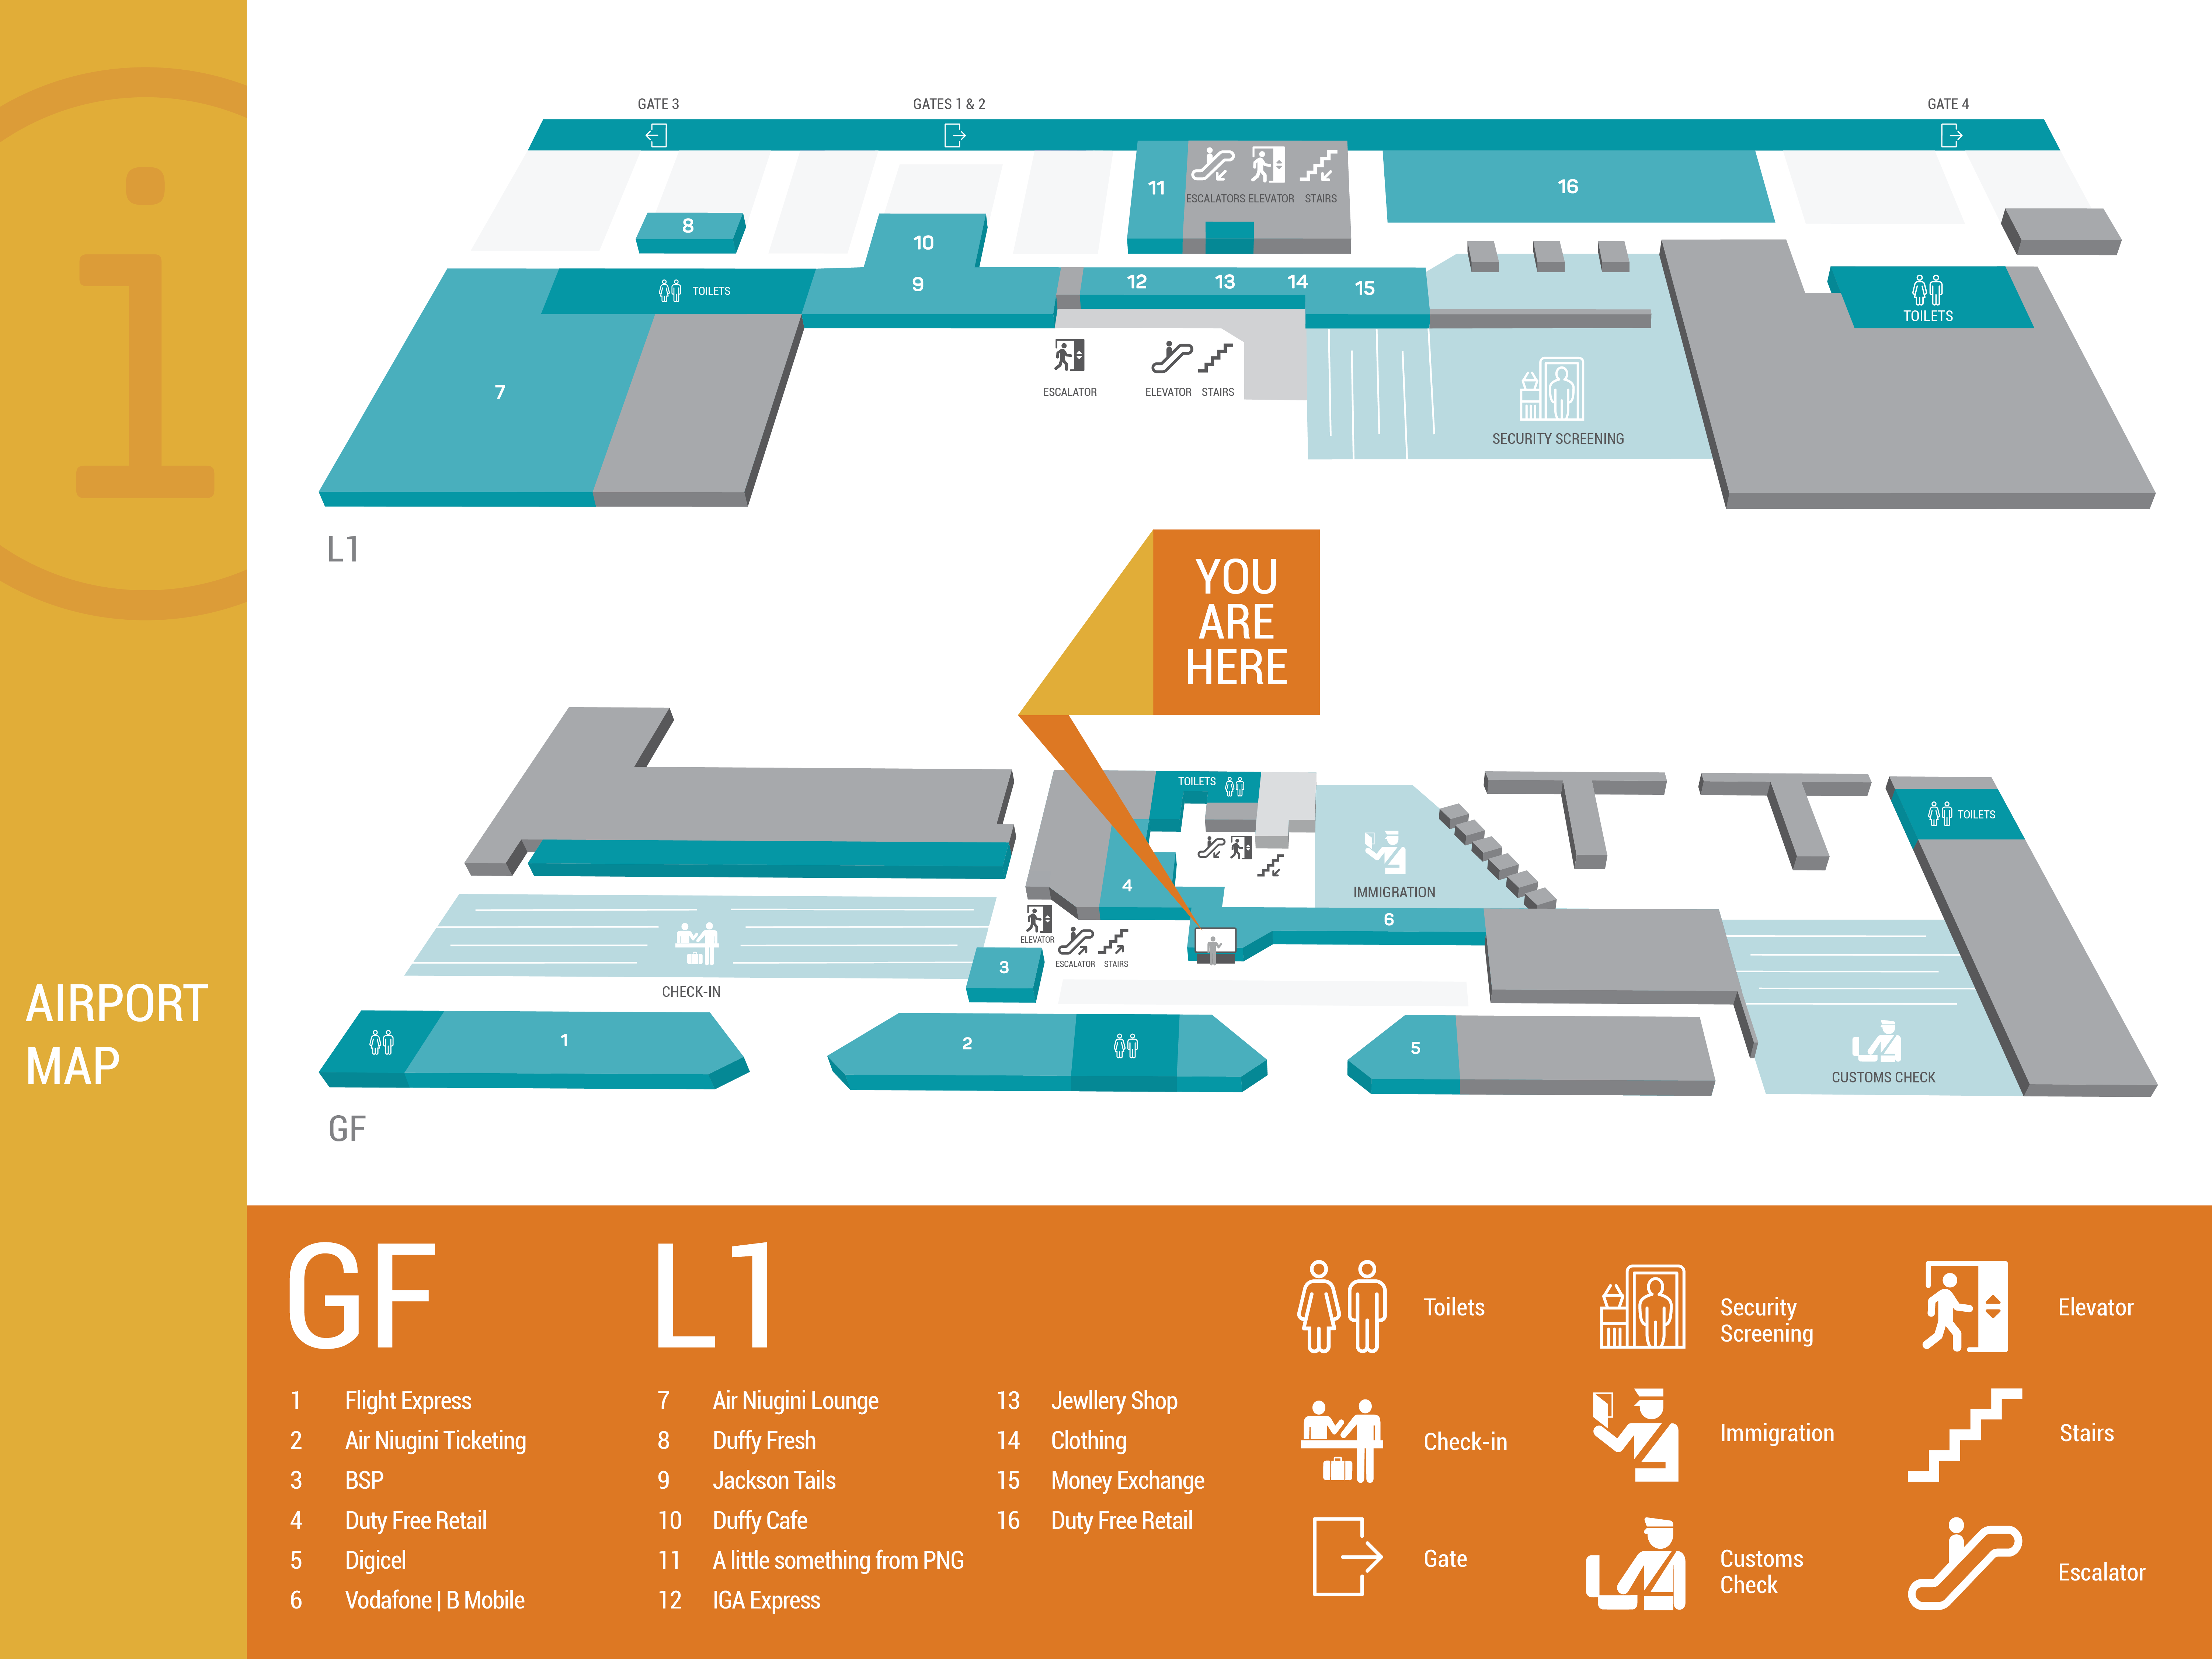 AIRPORT
MAP
GATE 3
GATES 1 & 2
GATE 4
11
ESCALATORS ELEVATOR STAIRS
16
8
10
TOILETS
9
12
13
14
15
TOILETS
7
ESCALATOR
ELEVATOR
STAIRS
SECURITY SCREENING
L1
YOU
ARE
HERE
TOILETS
TOILETS
4
IMMIGRATION
6
ELEVATOR
ESCALATOR
STAIRS
3
CHECK-IN
1
2
5
CUSTOMS CHECK
GF
GF
1 Flight Express
2 Air Niugini Ticketing
3 BSP
4 Duty Free Retail
5 Digicel
6 Vodafone | B Mobile
L1
7 Air Niugini Lounge
8 Duffy Fresh
9 Jackson Tails
10 Duffy Cafe
11 A little something from PNG
12 IGA Express
13 Jewllery Shop
14 Clothing
15 Money Exchange
16 Duty Free Retail
Toilets
Check-in
Gate
Security
Screening
Immigration
Customs
Check
Elevator
Stairs
Escalator